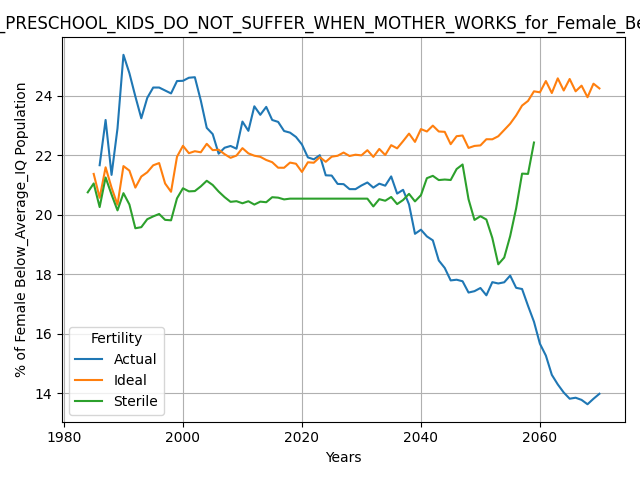 _PRESCHOOL_KIDS_DO_NOT_SUFFER_WHEN_MOTHER_WORKS_for_Female_Be
% of Female Below_Average_IQ Population
24
22
20
18
16
14
Fertility
Actual
Ideal
Sterile
1980 2000 2020 2040 2060
Years